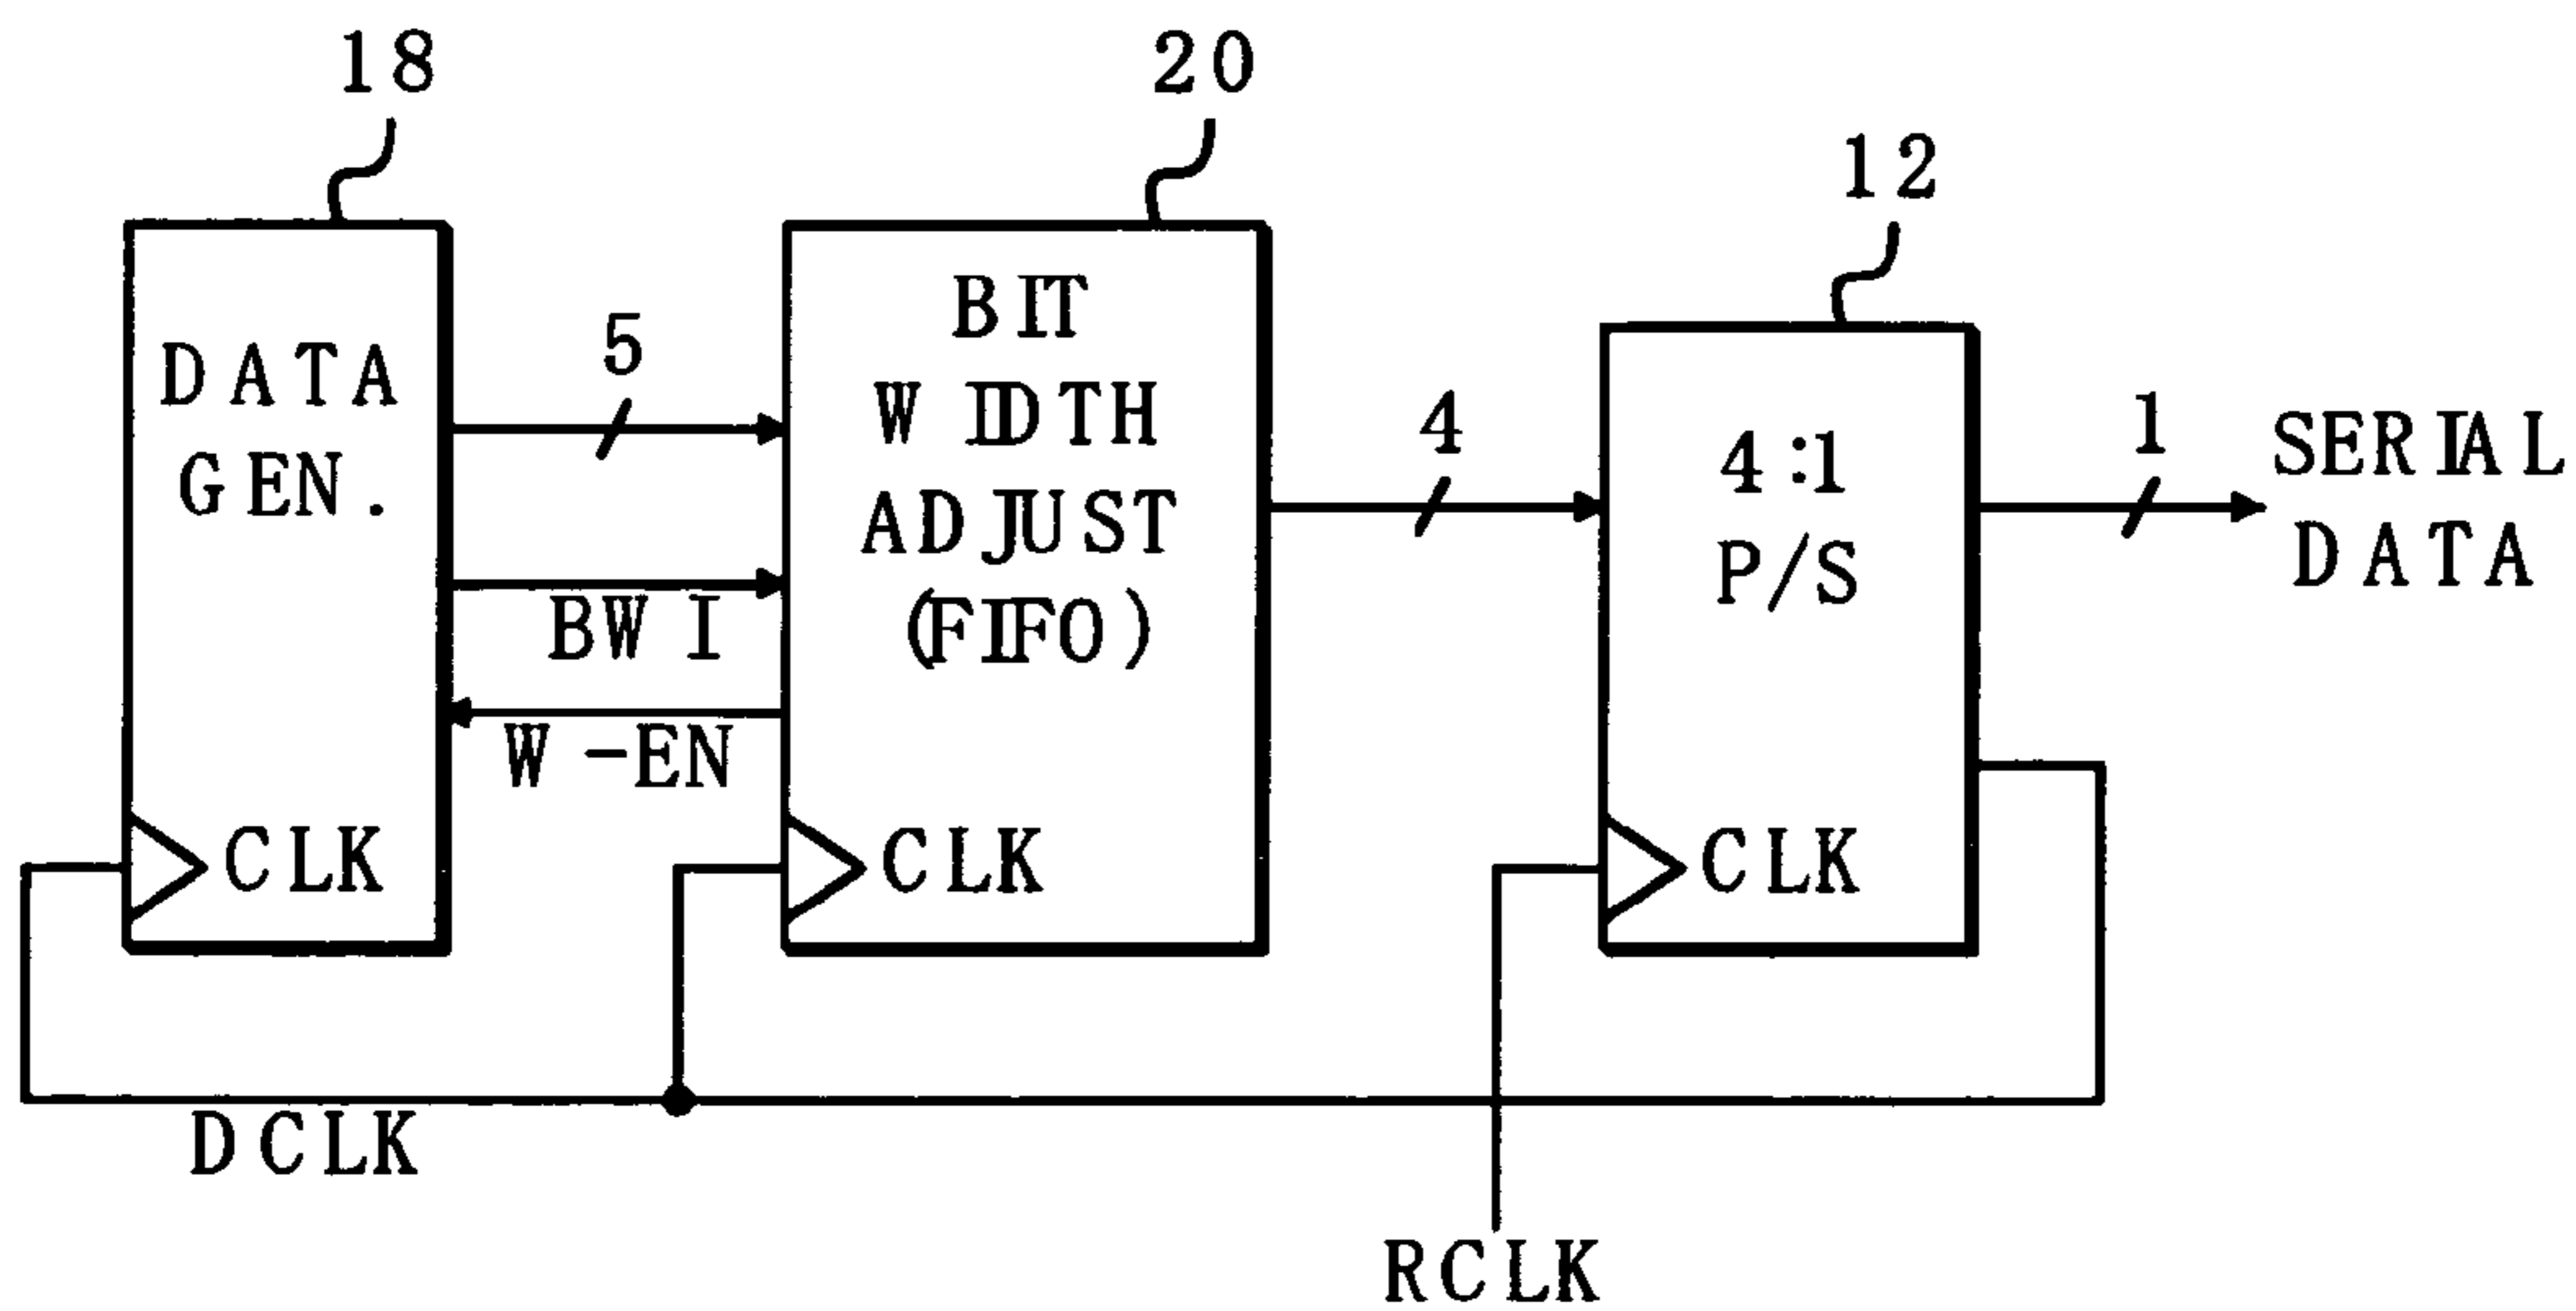 18
20
12
DATA
GEN.
CLK
5
BWI
W-EN
BIT
WIDTH
ADJUST
(FIFO)
CLK
4
4:1
P/S
CLK
1
SERIAL
DATA
DCLK
RCLK